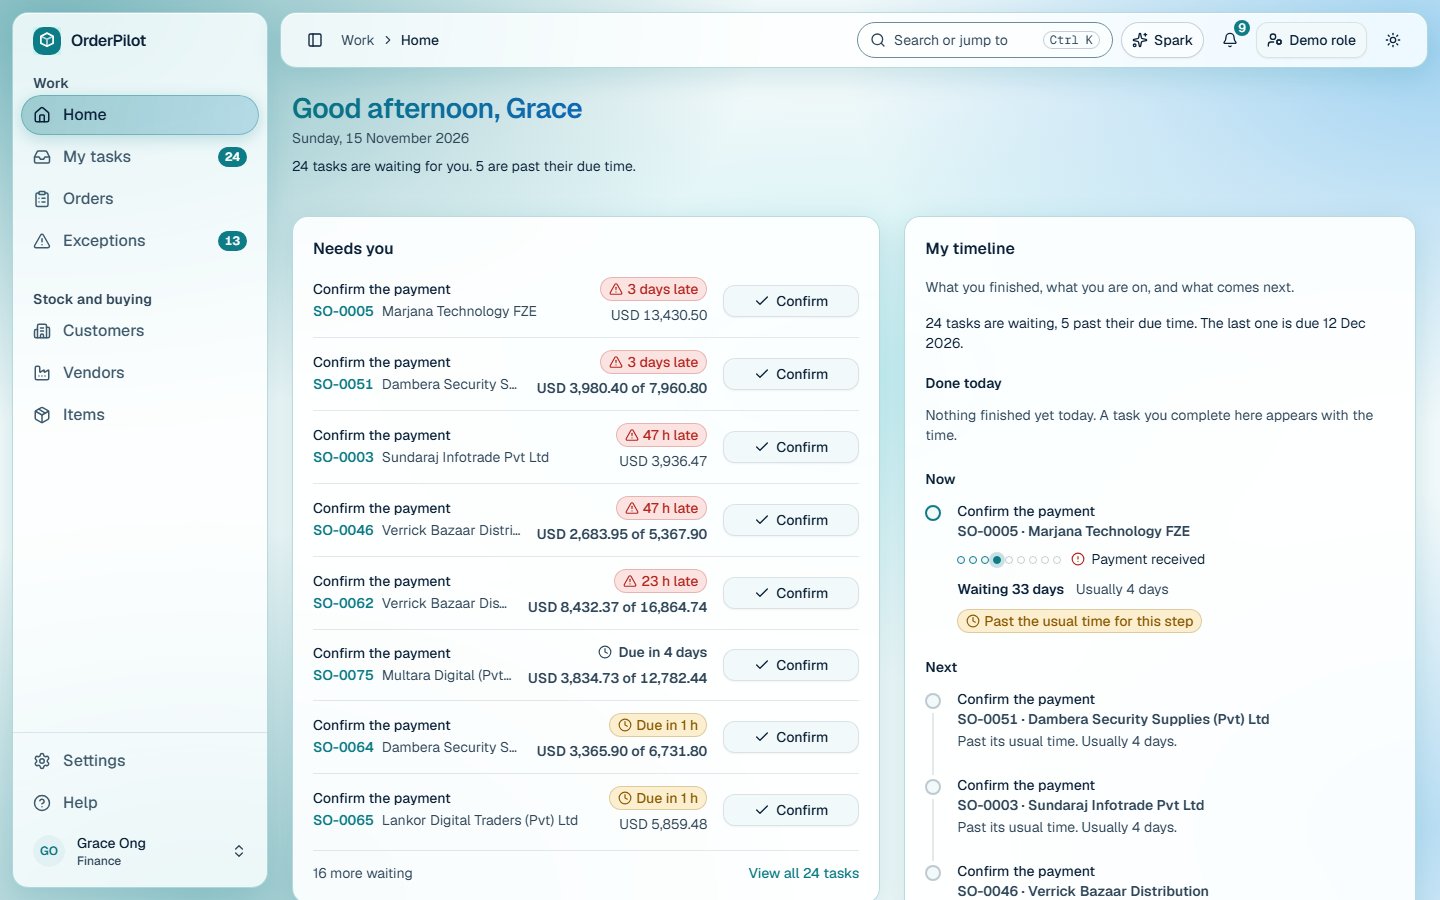 OrderPilot
Work
Home
My tasks 24
Orders
Exceptions 13
Stock and buying
Customers
Vendors
Items
Settings
Help
GO
Grace Ong
Finance
Work > Home
Search or jump to Ctrl K
Spark
9
Demo role
Good afternoon, Grace
Sunday, 15 November 2026
24 tasks are waiting for you. 5 are past their due time.
Needs you
Confirm the payment 3 days late
SO-0005 Marjana Technology FZE USD 13,430.50
Confirm
Confirm the payment 3 days late
SO-0051 Dambera Security S... USD 3,980.40 of 7,960.80
Confirm
Confirm the payment 47 h late
SO-0003 Sundaraj Infotrade Pvt Ltd USD 3,936.47
Confirm
Confirm the payment 47 h late
SO-0046 Verrick Bazaar Distri... USD 2,683.95 of 5,367.90
Confirm
Confirm the payment 23 h late
SO-0062 Verrick Bazaar Dis... USD 8,432.37 of 16,864.74
Confirm
Confirm the payment Due in 4 days
SO-0075 Multara Digital (Pvt... USD 3,834.73 of 12,782.44
Confirm
Confirm the payment Due in 1 h
SO-0064 Dambera Security S... USD 3,365.90 of 6,731.80
Confirm
Confirm the payment Due in 1 h
SO-0065 Lankor Digital Traders (Pvt) Ltd USD 5,859.48
Confirm
16 more waiting View all 24 tasks
My timeline
What you finished, what you are on, and what comes next.
24 tasks are waiting, 5 past their due time. The last one is due 12 Dec
2026.
Done today
Nothing finished yet today. A task you complete here appears with the
time.
Now
Confirm the payment
SO-0005 · Marjana Technology FZE
Payment received
Waiting 33 days Usually 4 days
Past the usual time for this step
Next
Confirm the payment
SO-0051 · Dambera Security Supplies (Pvt) Ltd
Past its usual time. Usually 4 days.
Confirm the payment
SO-0003 · Sundaraj Infotrade Pvt Ltd
Past its usual time. Usually 4 days.
Confirm the payment
SO-0046 · Verrick Bazaar Distribution